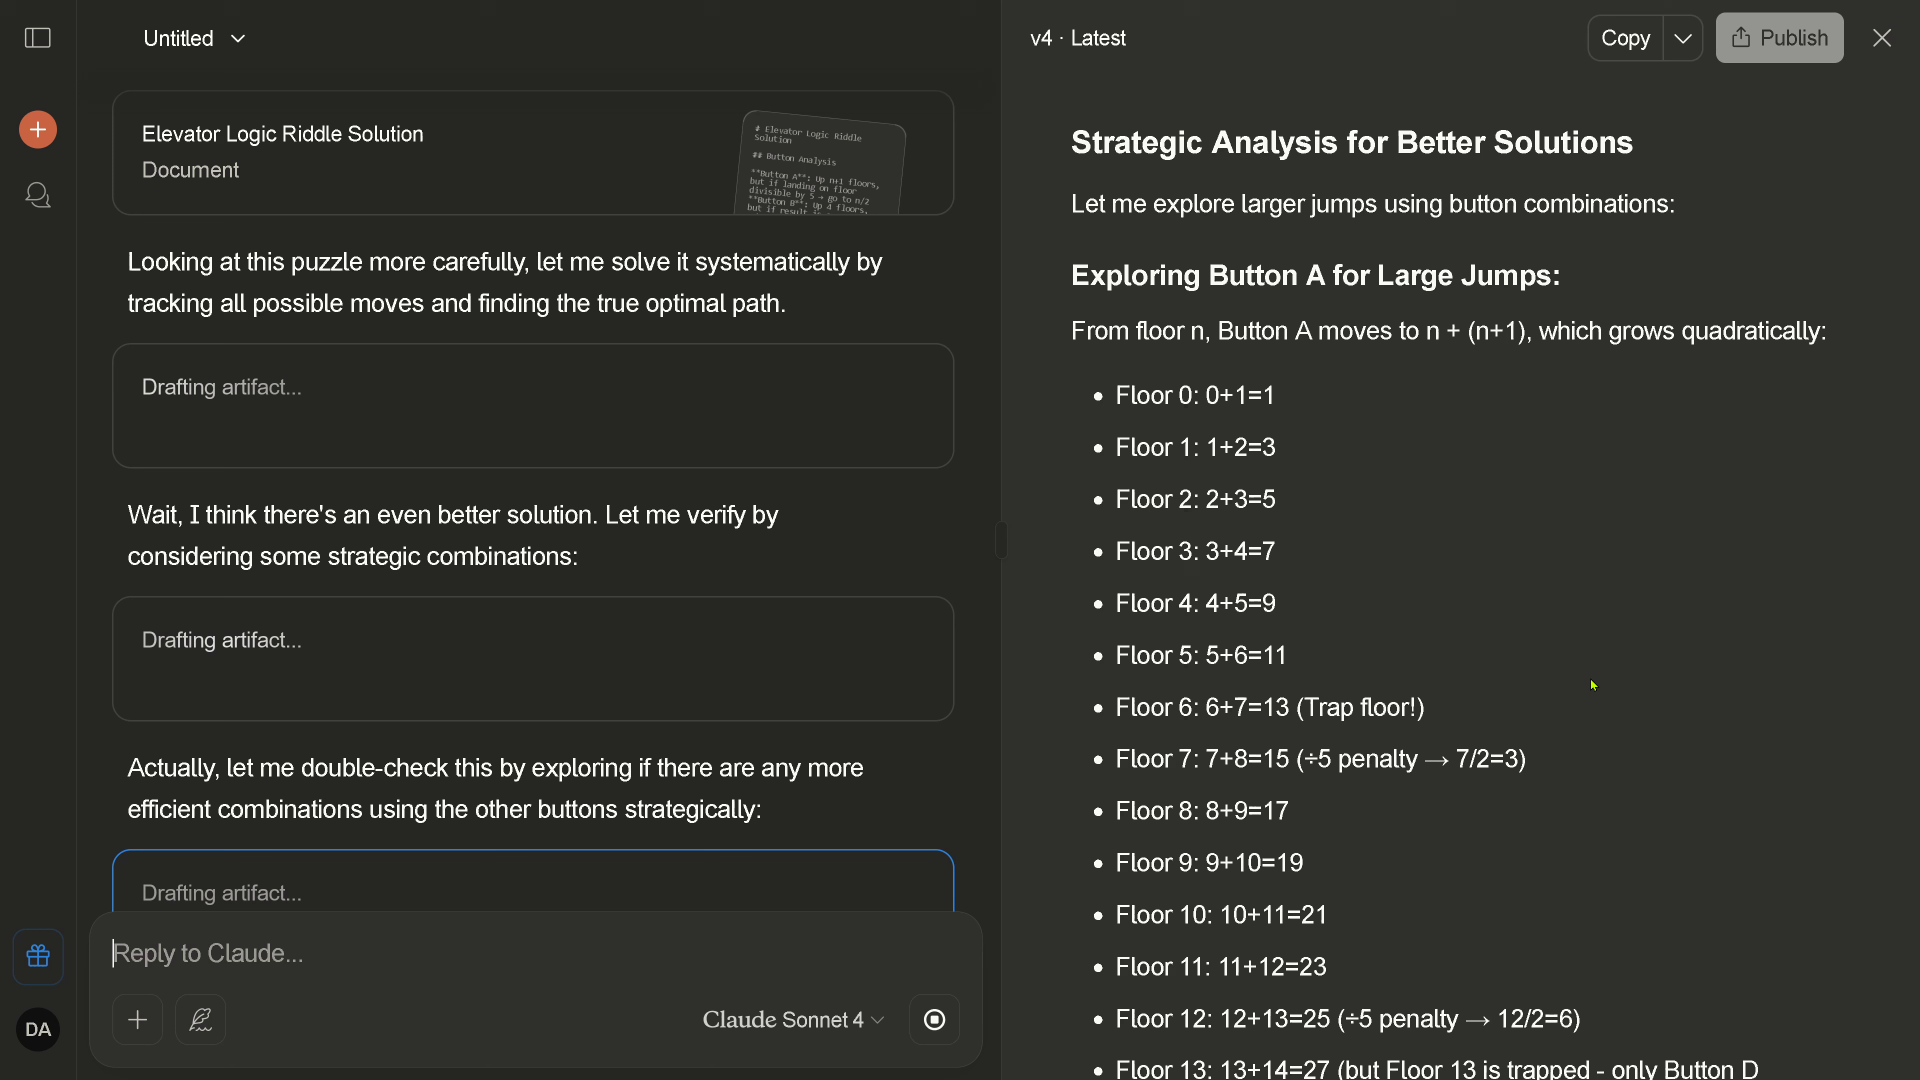 Untitled
Elevator Logic Riddle Solution
Document
# Elevator Logic Riddle
Solution
## Button Analysis
**Button A**: Up n+1 floors,
but if landing on floor
divisible by 5 → go to n/2
**Button B**: Up 4 floors,
but if result is
Looking at this puzzle more carefully, let me solve it systematically by
tracking all possible moves and finding the true optimal path.
Drafting artifact...
Wait, I think there's an even better solution. Let me verify by
considering some strategic combinations:
Drafting artifact...
Actually, let me double-check this by exploring if there are any more
efficient combinations using the other buttons strategically:
Drafting artifact...
Reply to Claude...
Claude Sonnet 4
DA
v4 · Latest
Copy
Publish
Strategic Analysis for Better Solutions
Let me explore larger jumps using button combinations:
Exploring Button A for Large Jumps:
From floor n, Button A moves to n + (n+1), which grows quadratically:
• Floor 0: 0+1=1
• Floor 1: 1+2=3
• Floor 2: 2+3=5
• Floor 3: 3+4=7
• Floor 4: 4+5=9
• Floor 5: 5+6=11
• Floor 6: 6+7=13 (Trap floor!)
• Floor 7: 7+8=15 (÷5 penalty → 7/2=3)
• Floor 8: 8+9=17
• Floor 9: 9+10=19
• Floor 10: 10+11=21
• Floor 11: 11+12=23
• Floor 12: 12+13=25 (÷5 penalty → 12/2=6)
• Floor 13: 13+14=27 (but Floor 13 is trapped - only Button D